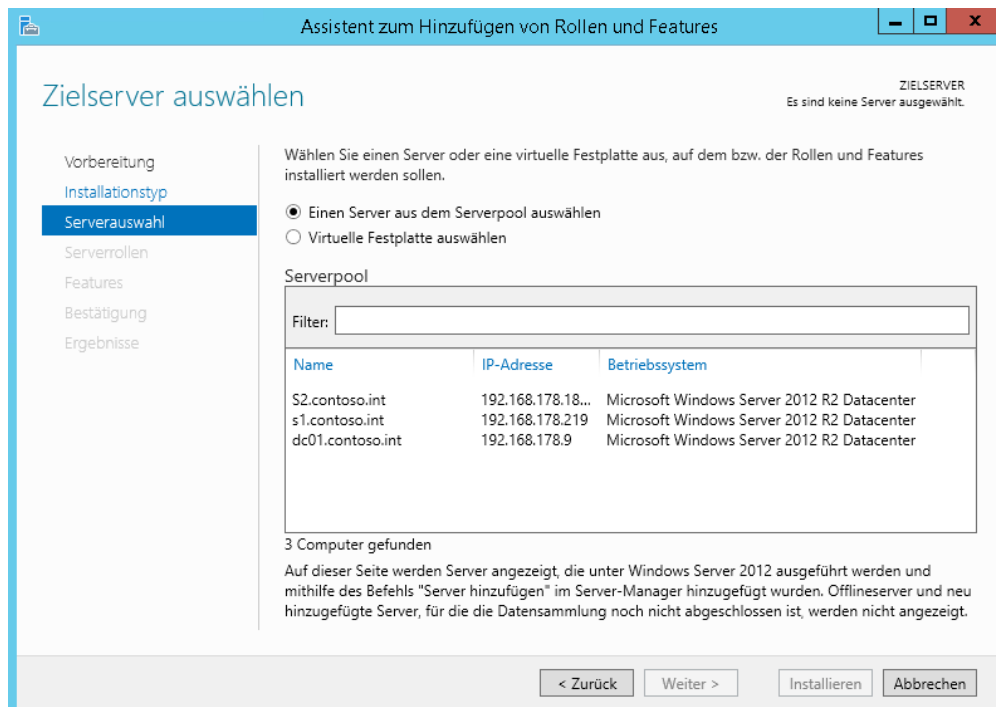 Assistent zum Hinzufügen von Rollen und Features
Zielserver auswählen
ZIELSERVER
Es sind keine Server ausgewählt.
Vorbereitung
Installationstyp
Serverauswahl
Serverrollen
Features
Bestätigung
Ergebnisse
Wählen Sie einen Server oder eine virtuelle Festplatte aus, auf dem bzw. der Rollen und Features
installiert werden sollen.
Einen Server aus dem Serverpool auswählen
Virtuelle Festplatte auswählen
Serverpool
Filter:
Name IP-Adresse Betriebssystem
S2.contoso.int 192.168.178.18... Microsoft Windows Server 2012 R2 Datacenter
s1.contoso.int 192.168.178.219 Microsoft Windows Server 2012 R2 Datacenter
dc01.contoso.int 192.168.178.9 Microsoft Windows Server 2012 R2 Datacenter
3 Computer gefunden
Auf dieser Seite werden Server angezeigt, die unter Windows Server 2012 ausgeführt werden und
mithilfe des Befehls "Server hinzufügen" im Server-Manager hinzugefügt wurden. Offlineserver und neu
hinzugefügte Server, für die die Datensammlung noch nicht abgeschlossen ist, werden nicht angezeigt.
< Zurück Weiter > Installieren Abbrechen